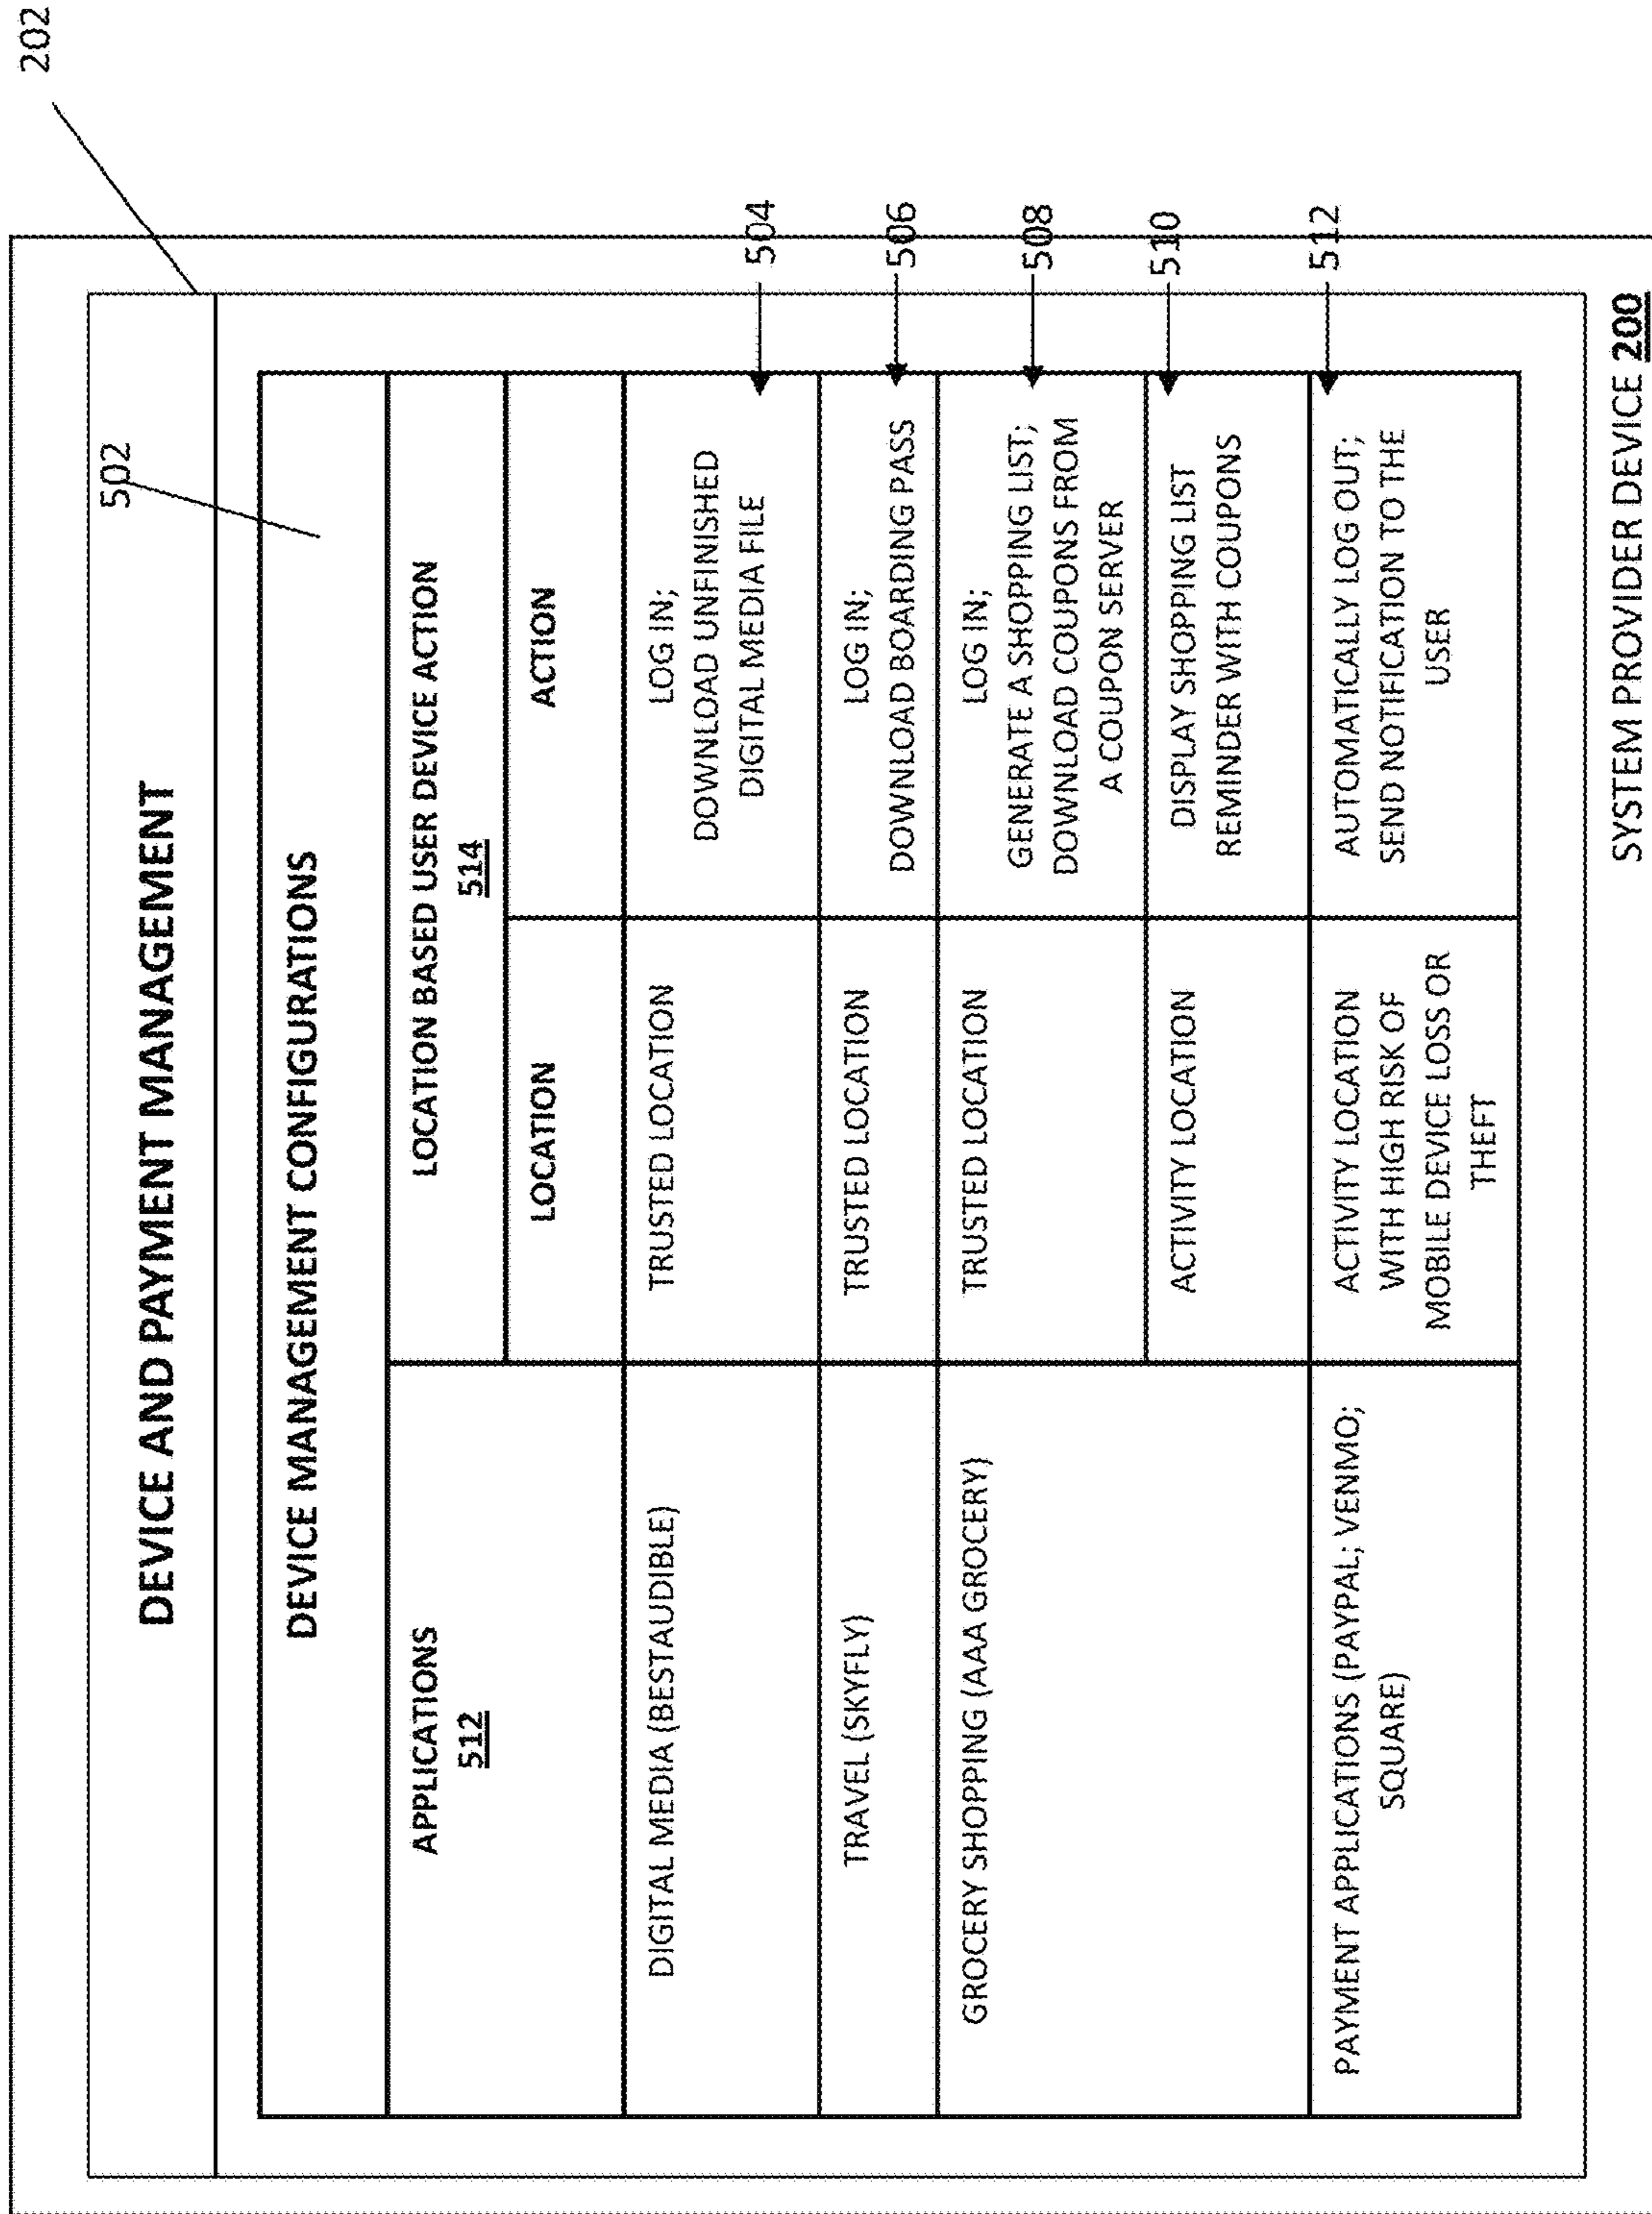 202
DEVICE AND PAYMENT MANAGEMENT
502
DEVICE MANAGEMENT CONFIGURATIONS
APPLICATIONS
512
LOCATION BASED USER DEVICE ACTION
514
LOCATION
ACTION
DIGITAL MEDIA (BESTAUDIBLE)
TRUSTED LOCATION
LOG IN;
DOWNLOAD UNFINISHED
DIGITAL MEDIA FILE
504
TRAVEL (SKYFLY)
TRUSTED LOCATION
LOG IN;
DOWNLOAD BOARDING PASS
506
GROCERY SHOPPING (AAA GROCERY)
TRUSTED LOCATION
LOG IN;
GENERATE A SHOPPING LIST;
DOWNLOAD COUPONS FROM
A COUPON SERVER
508
ACTIVITY LOCATION
DISPLAY SHOPPING LIST
REMINDER WITH COUPONS
510
PAYMENT APPLICATIONS (PAYPAL; VENMO;
SQUARE)
ACTIVITY LOCATION
WITH HIGH RISK OF
MOBILE DEVICE LOSS OR
THEFT
AUTOMATICALLY LOG OUT;
SEND NOTIFICATION TO THE
USER
512
SYSTEM PROVIDER DEVICE 200